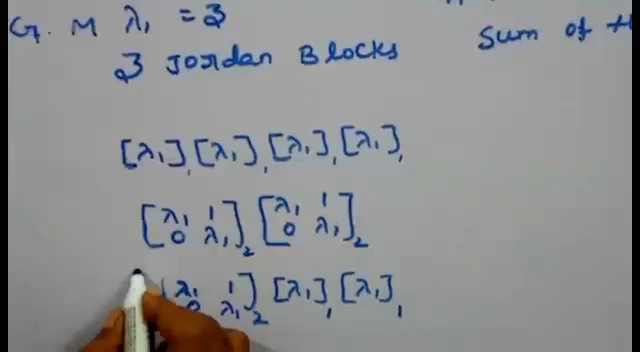 G. M λ₁ = 3
3 Jordan Blocks
Sum of
[λ₁]₁ [λ₁]₁ [λ₁]₁ [λ₁]₁
[λ₁ 1
0 λ₁]₂ [λ₁ 1
0 λ₁]₂
[λ₁ 1
0 λ₁]₂ [λ₁]₁ [λ₁]₁